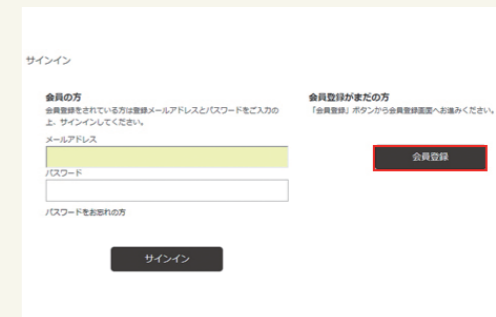 サインイン
会員の方
会員登録をされている方は登録メールアドレスとパスワードをご入力の
上、サインインしてください。
メールアドレス
パスワード
パスワードをお忘れの方
サインイン
会員登録がまだの方
「会員登録」ボタンから会員登録画面へお進みください。
会員登録